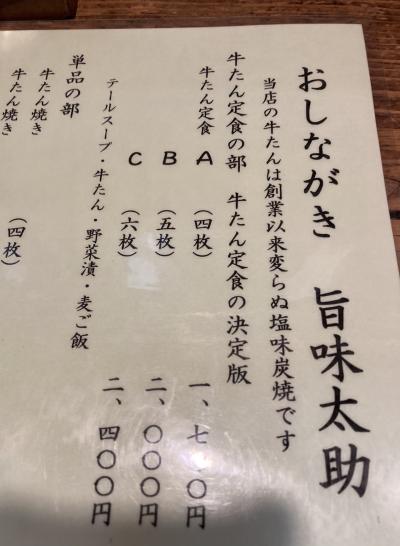 おしながき 旨味太助
当店の牛たんは創業以来変らぬ塩味炭焼です
牛たん定食の部 牛たん定食の決定版
牛たん定食 A (四枚) 一、七〇〇円
B (五枚) 二、〇〇〇円
C (六枚) 二、四〇〇円
テールスープ・牛たん・野菜漬・麦ご飯
単品の部
牛たん焼き
牛たん焼き (四枚)